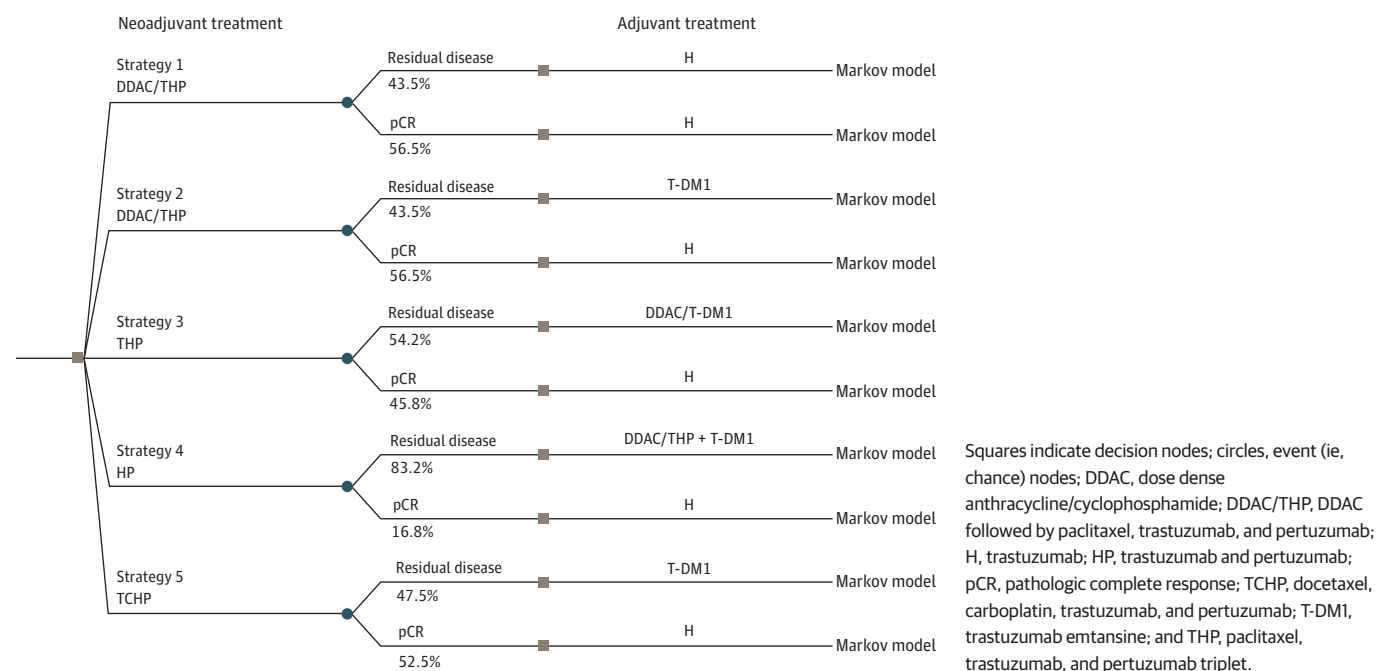 Neoadjuvant treatment
Adjuvant treatment
Strategy 1
DDAC/THP
Residual disease
43.5%
H
Markov model
pCR
56.5%
H
Markov model
Strategy 2
DDAC/THP
Residual disease
43.5%
T-DM1
Markov model
pCR
56.5%
H
Markov model
Strategy 3
THP
Residual disease
54.2%
DDAC/T-DM1
Markov model
pCR
45.8%
H
Markov model
Strategy 4
HP
Residual disease
83.2%
DDAC/THP + T-DM1
Markov model
pCR
16.8%
H
Markov model
Strategy 5
TCHP
Residual disease
47.5%
T-DM1
Markov model
pCR
52.5%
H
Markov model
Squares indicate decision nodes; circles, event (ie,
chance) nodes; DDAC, dose dense
anthracycline/cyclophosphamide; DDAC/THP, DDAC
followed by paclitaxel, trastuzumab, and pertuzumab;
H, trastuzumab; HP, trastuzumab and pertuzumab;
pCR, pathologic complete response; TCHP, docetaxel,
carboplatin, trastuzumab, and pertuzumab; T-DM1,
trastuzumab emtansine; and THP, paclitaxel,
trastuzumab, and pertuzumab triplet.